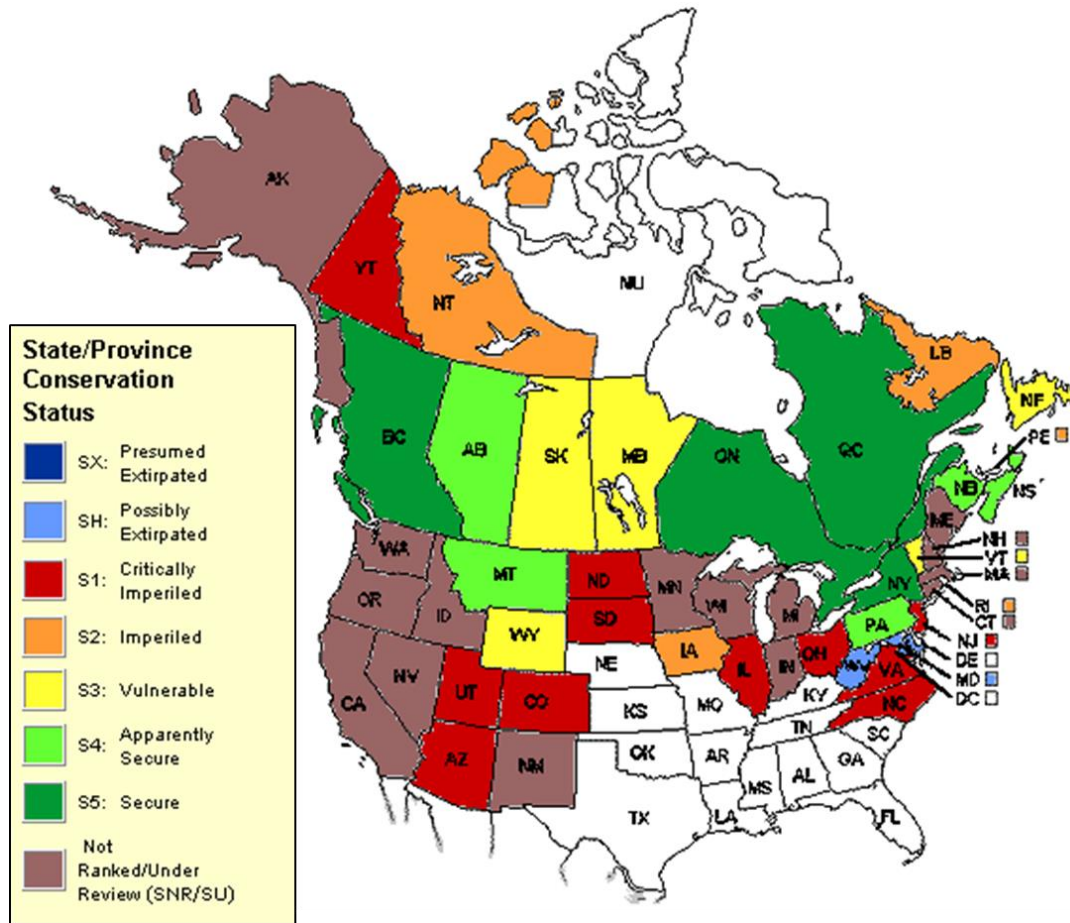 State/Province
Conservation
Status
SX: Presumed
Extirpated
SH: Possibly
Extirpated
S1: Critically
Imperiled
S2: Imperiled
S3: Vulnerable
S4: Apparently
Secure
S5: Secure
Not
Ranked/Under
Review (SNR/SU)
AK
YT
NT
NU
LB
NF
BC
AB
SK
MB
ON
QC
PE
NB
NS
WA
ME
NH
VT
MA
MT
ND
MN
OR
ID
WI
MI
NY
RI
CT
WY
SD
IA
PA
NJ
NE
IL
IN
OH
DE
NV
WV
MD
VA
CA
UT
CO
KS
MO
KY
DC
NC
TN
AZ
NM
OK
AR
SC
MS
AL
GA
TX
LA
FL